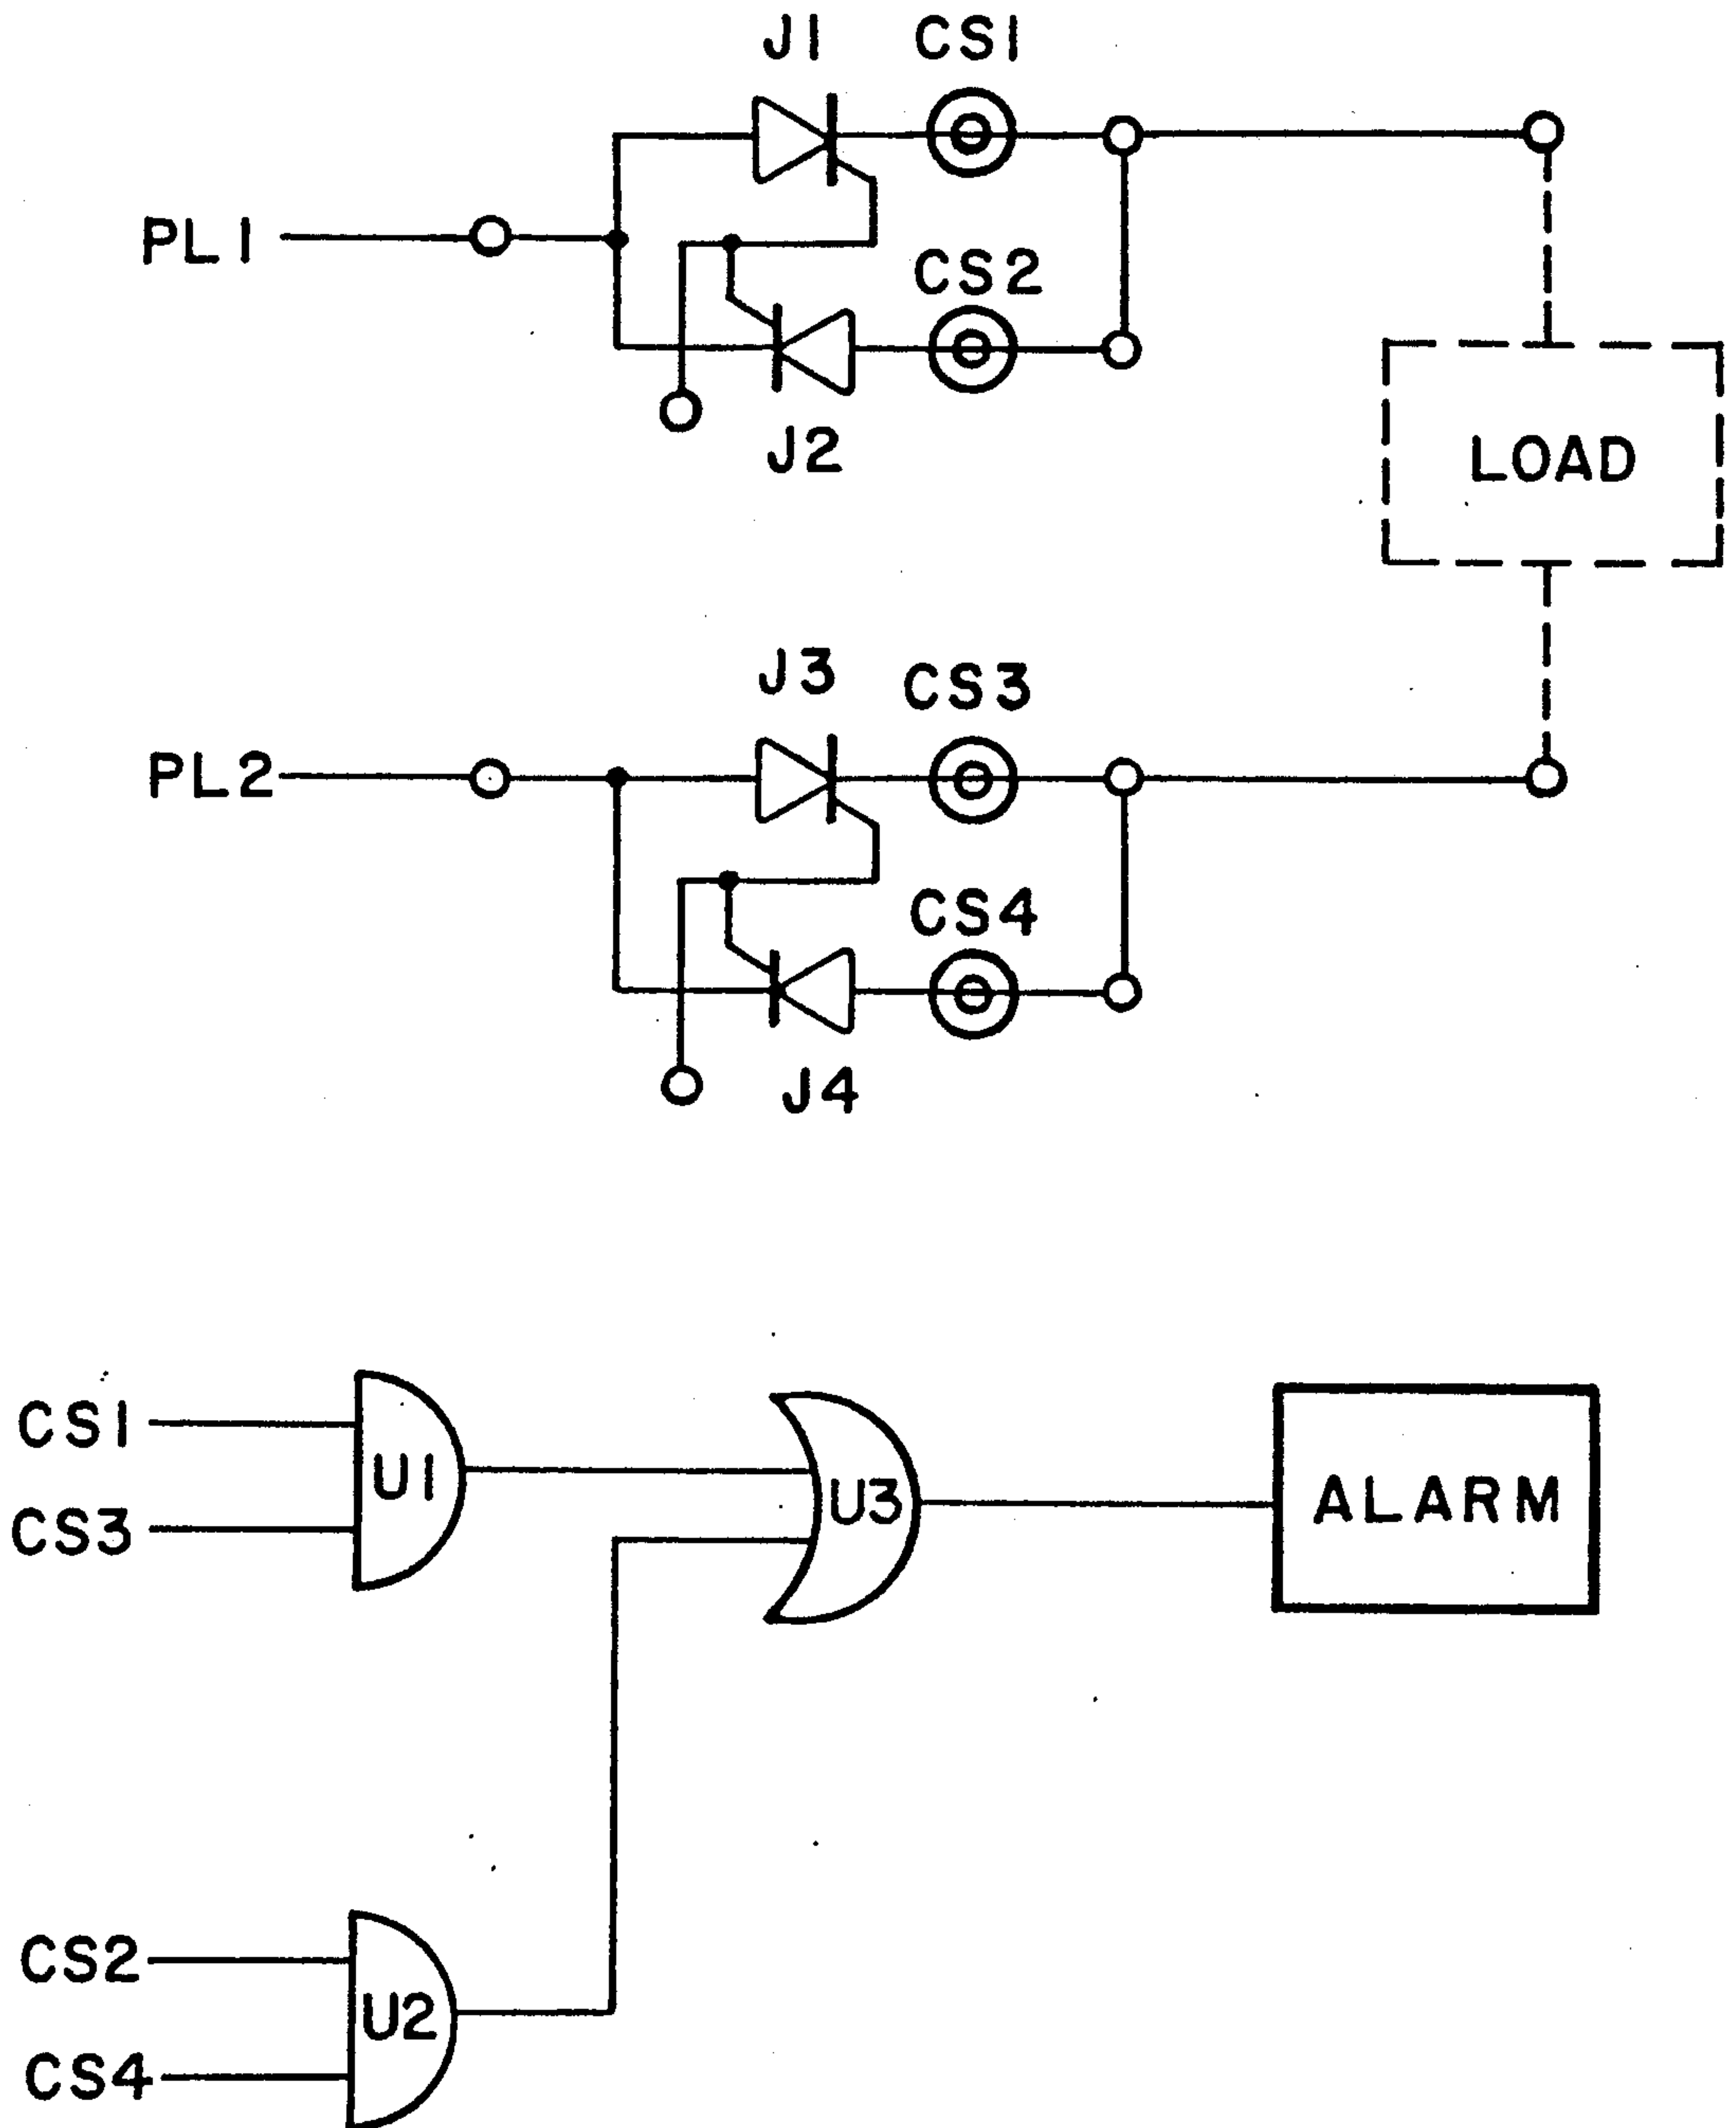 J1 CS1
PL1
CS2
J2
LOAD
J3 CS3
PL2
CS4
J4
CS1
U1
CS3
U3
ALARM
CS2
U2
CS4